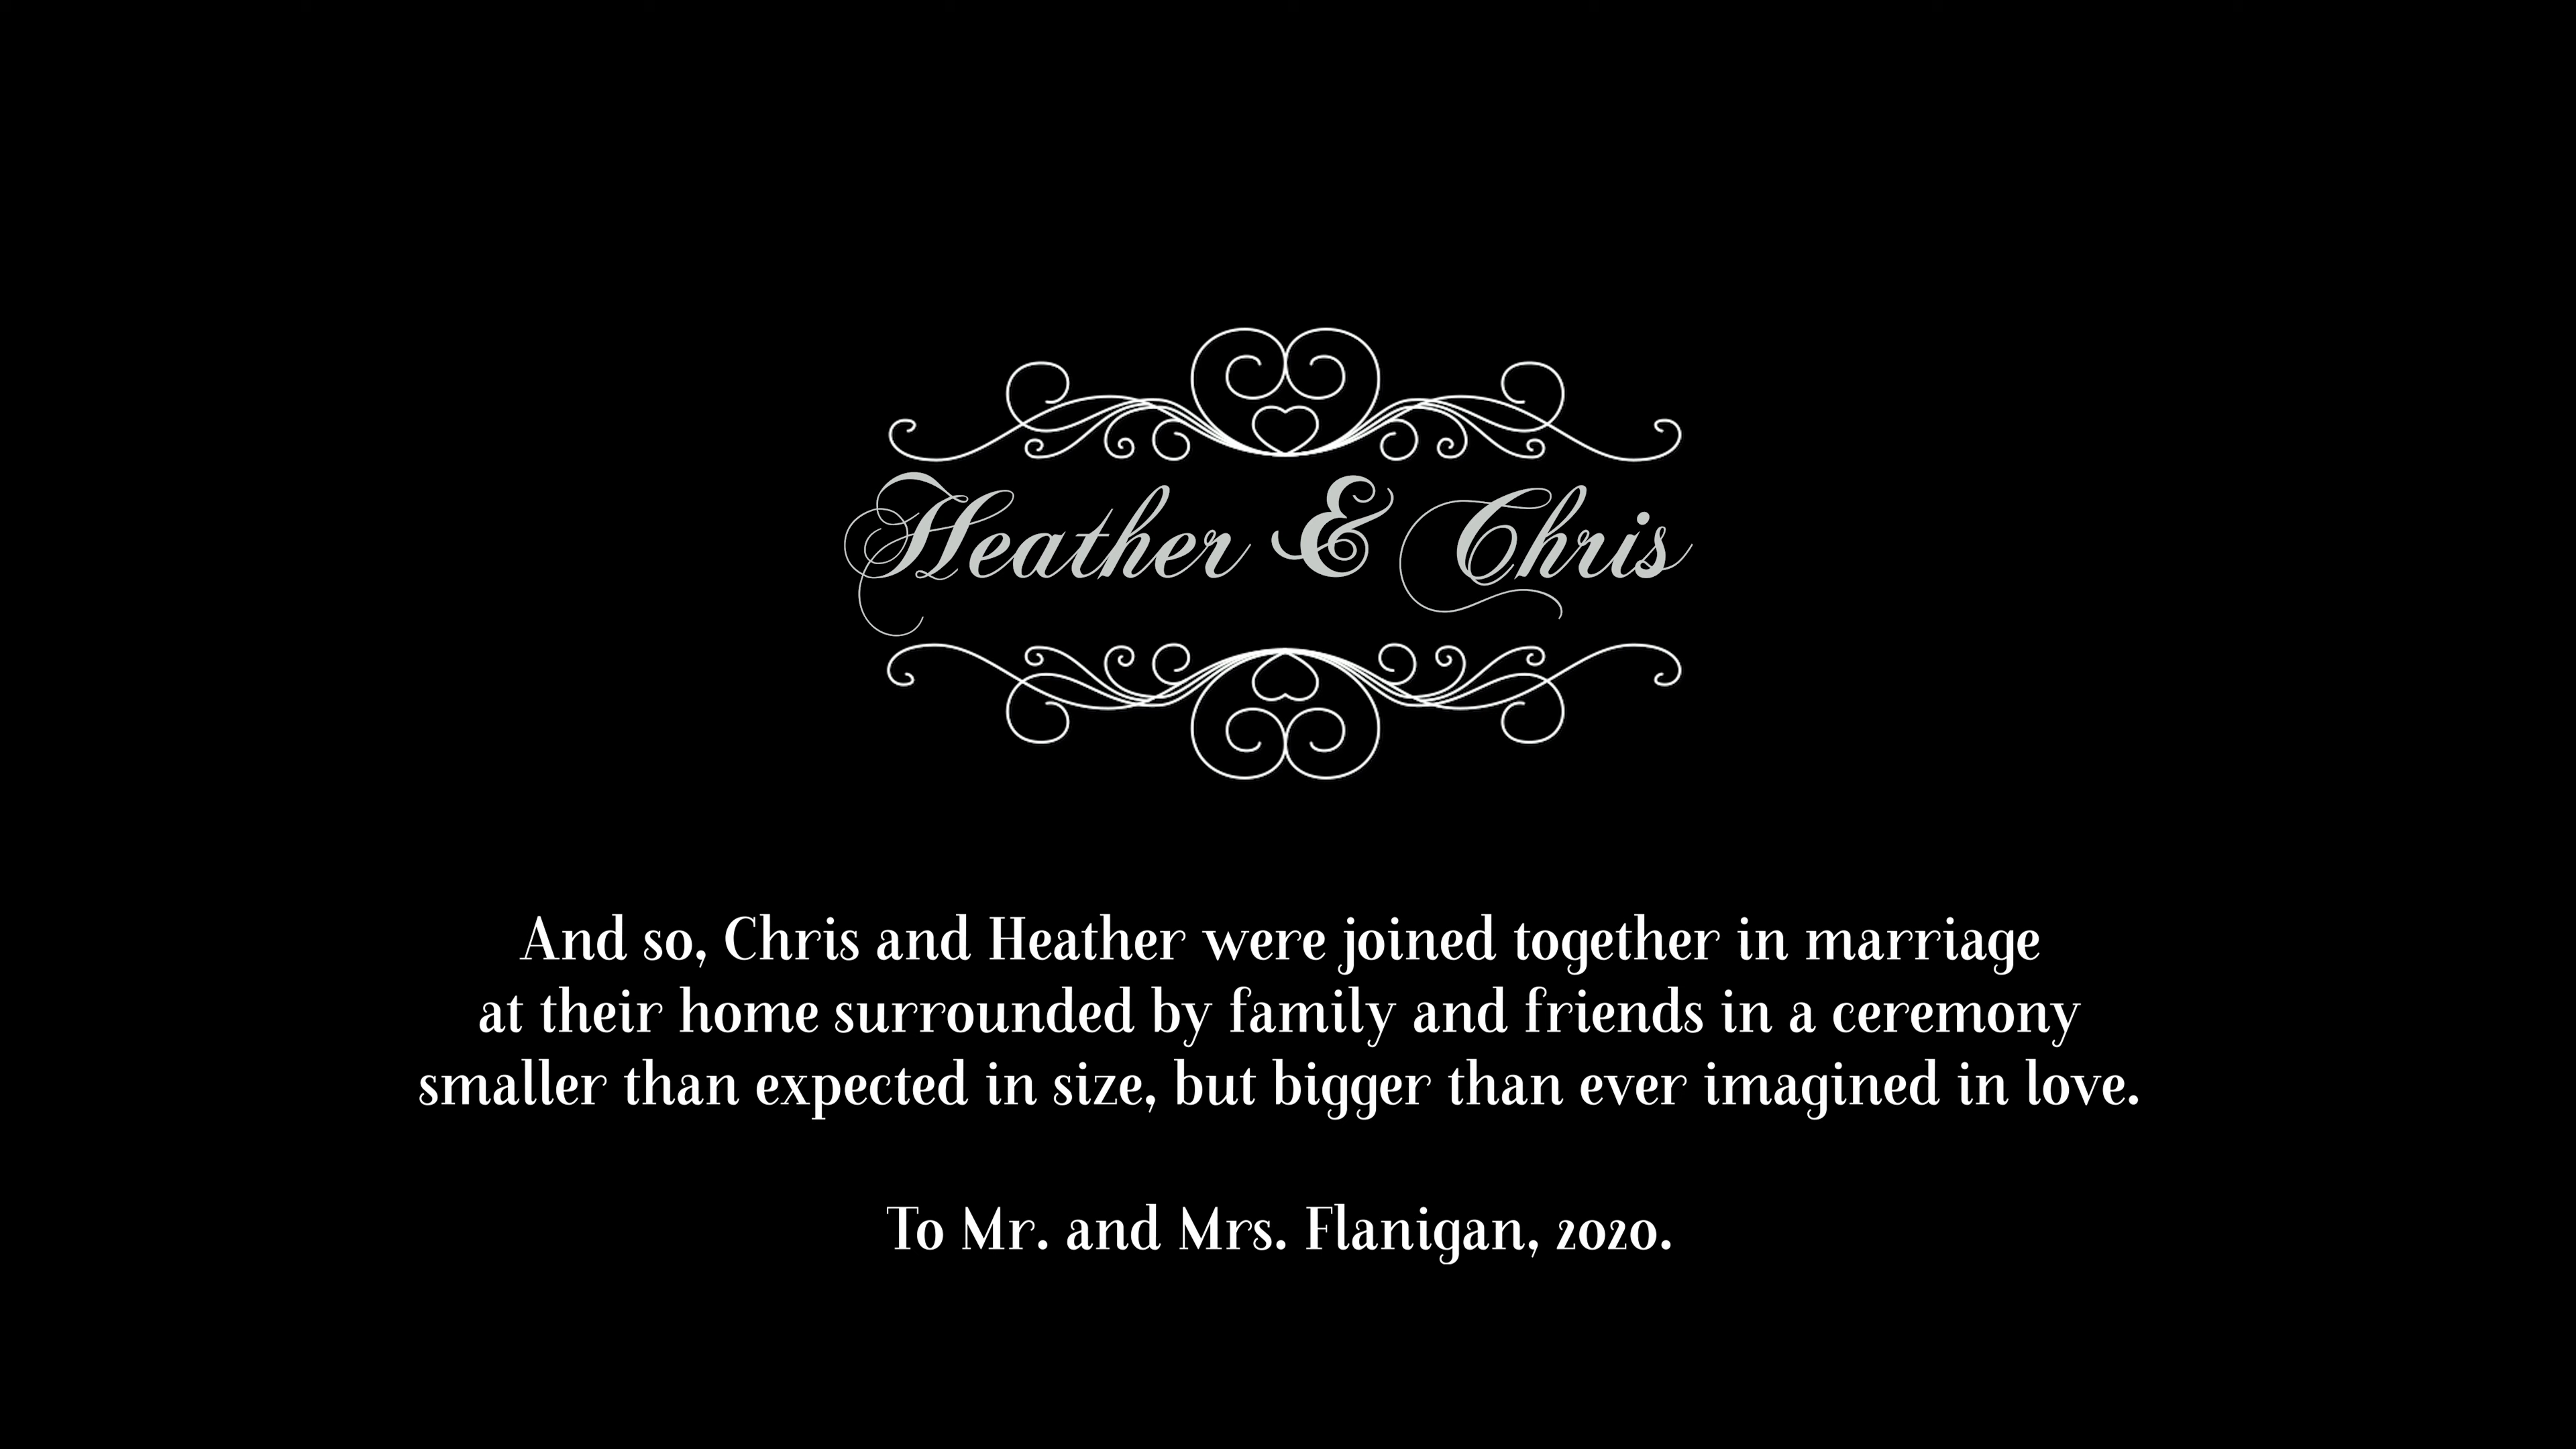 Heather & Chris
And so, Chris and Heather were joined together in marriage
at their home surrounded by family and friends in a ceremony
smaller than expected in size, but bigger than ever imagined in love.
To Mr. and Mrs. Flanigan, 2020.